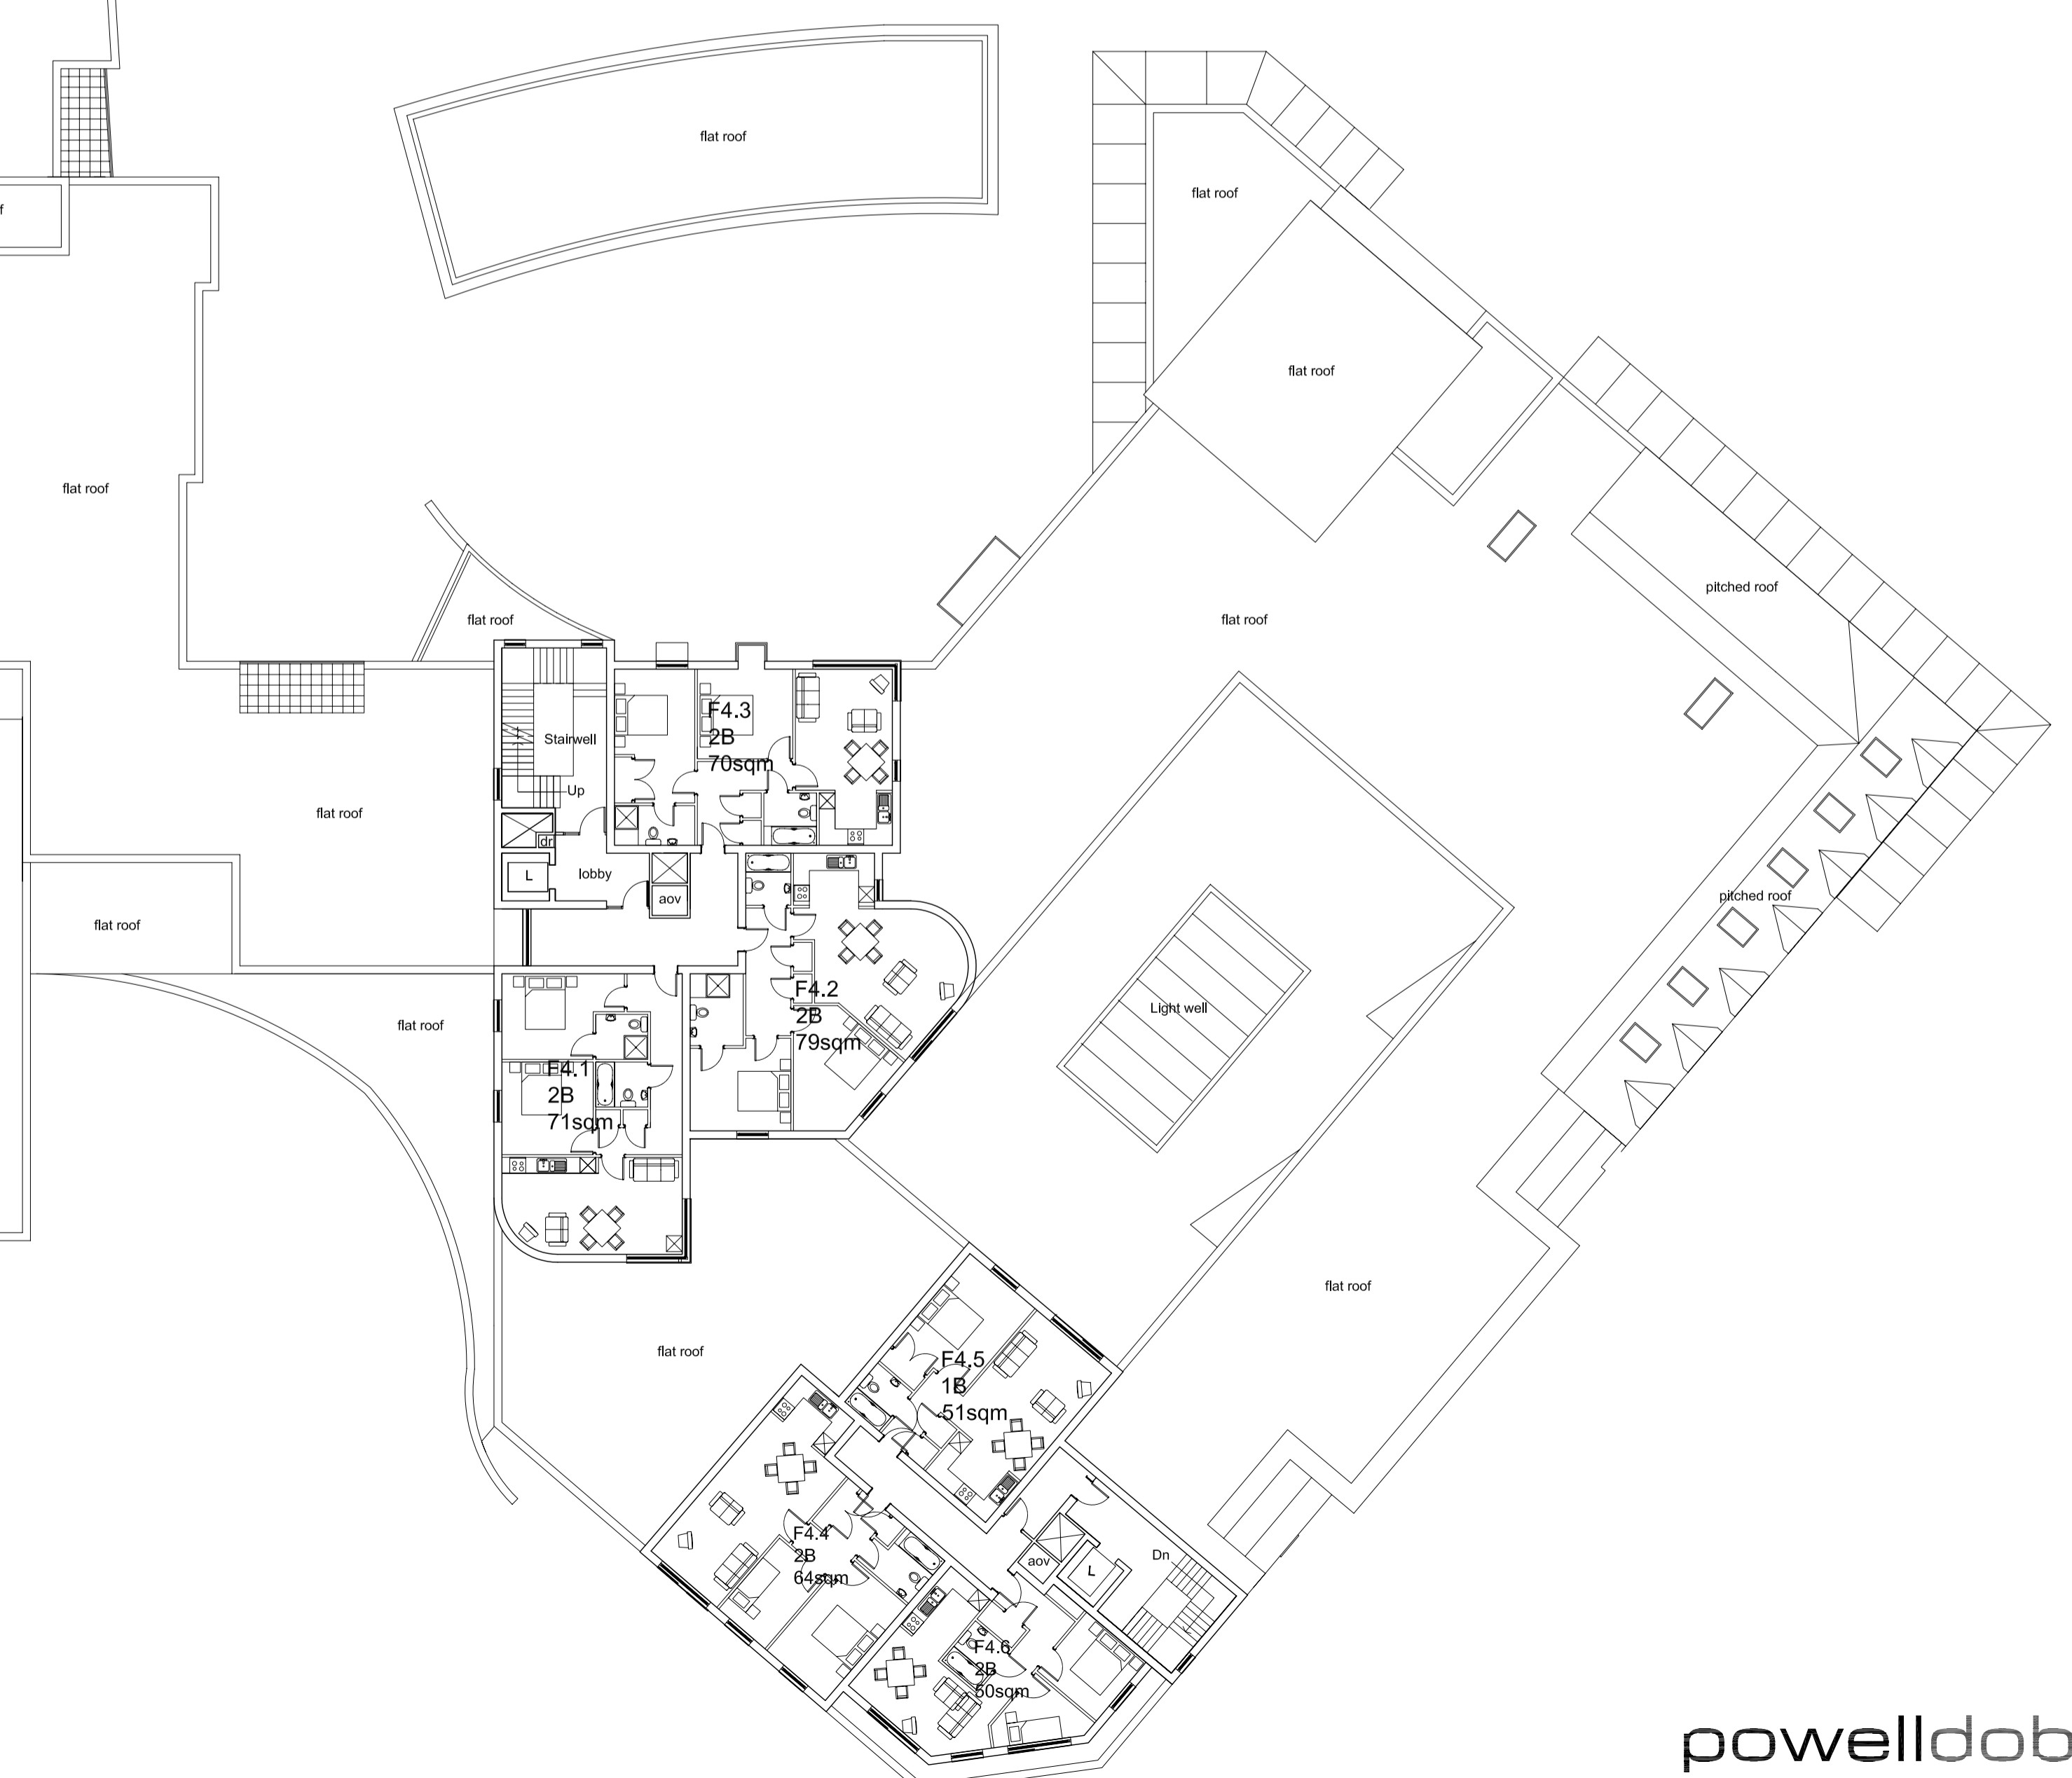 flat roof
flat roof
f
flat roof
flat roof
pitched roof
flat roof
flat roof
F4.3
2B
70sqm
Stairwell
Up
flat roof
dr
L
lobby
aov
pitched roof
flat roof
F4.2
2B
79sqm
Light well
flat roof
F4.1
2B
71sqm
flat roof
flat roof
F4.5
1B
51sqm
F4.4
2B
64sqm
aov
L
Dn
F4.6
2B
50sqm
powelldob